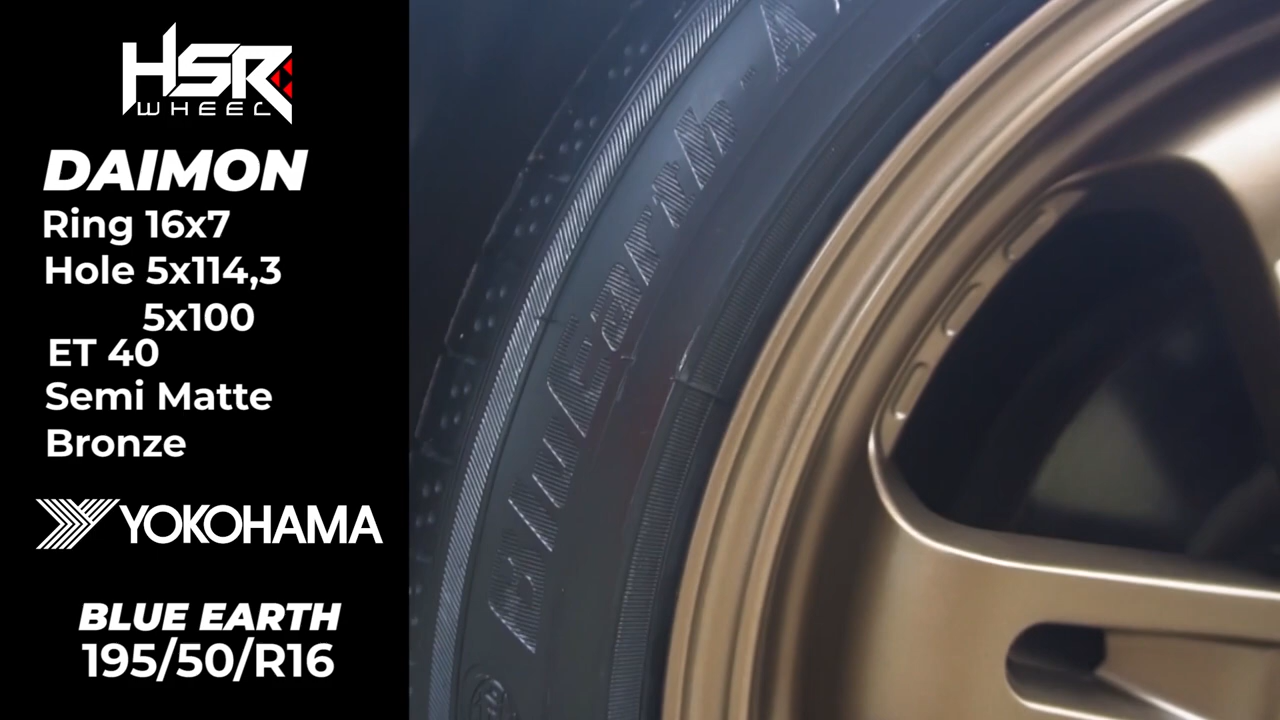 HSR
WHEEL
DAIMON
Ring 16x7
Hole 5x114,3
5x100
ET 40
Semi Matte
Bronze
YOKOHAMA
BLUE EARTH
195/50/R16
BluEarth-A